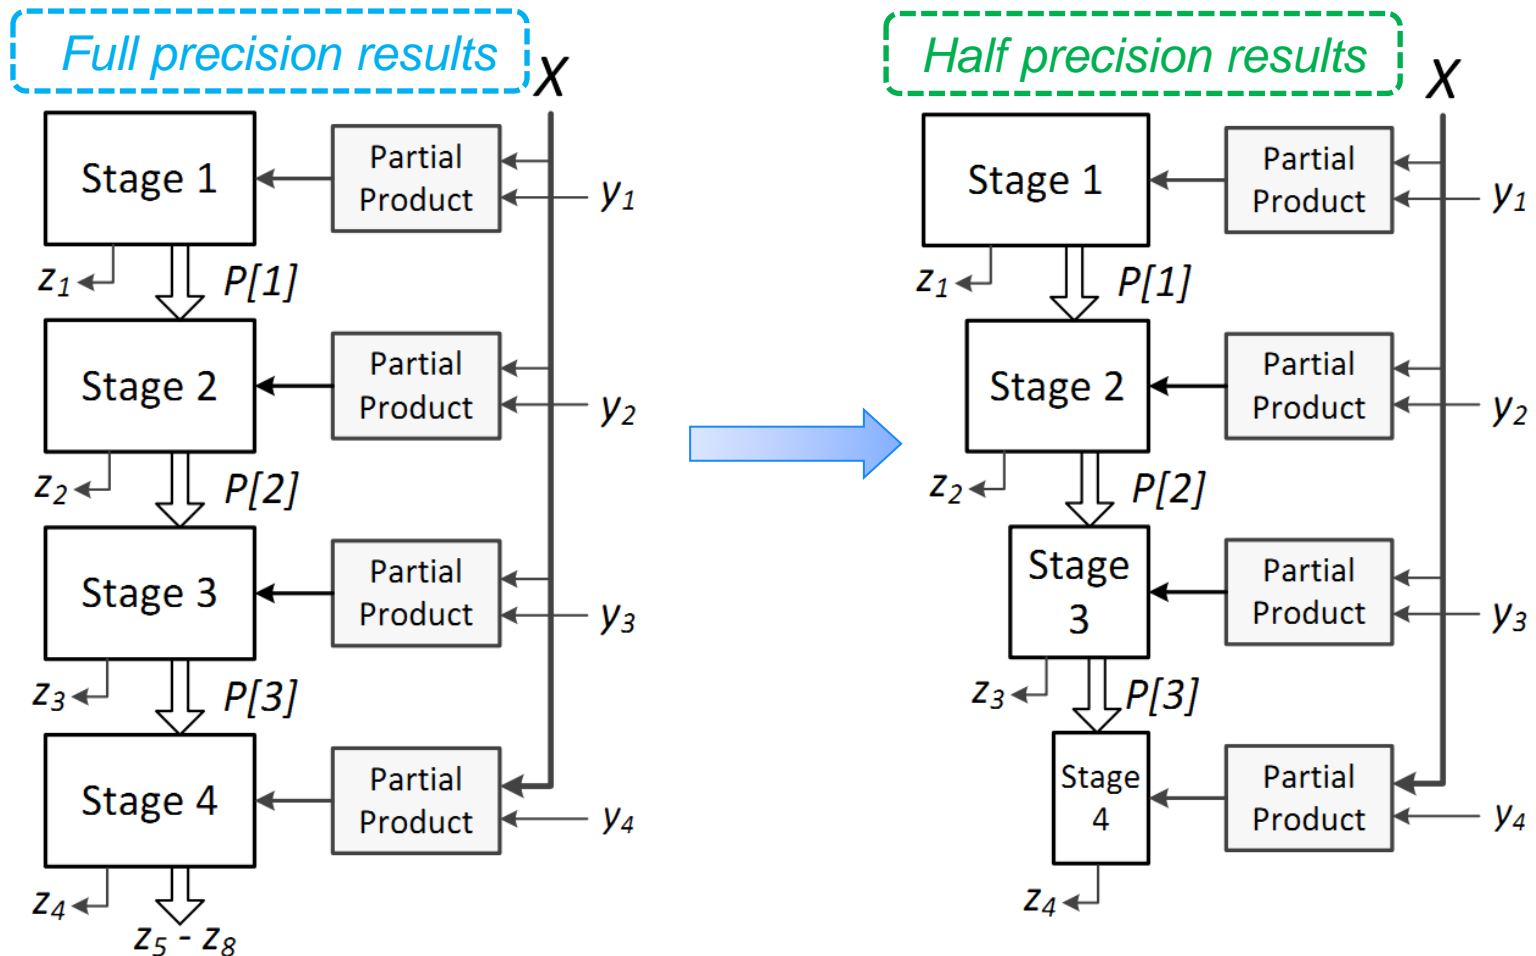 Full precision results
X
Stage 1
Partial
Product
y1
z1
P[1]
Stage 2
Partial
Product
y2
z2
P[2]
Stage 3
Partial
Product
y3
z3
P[3]
Stage 4
Partial
Product
y4
z4
z5 - z8
Half precision results
X
Stage 1
Partial
Product
y1
z1
P[1]
Stage 2
Partial
Product
y2
z2
P[2]
Stage
3
Partial
Product
y3
z3
P[3]
Stage
4
Partial
Product
y4
z4